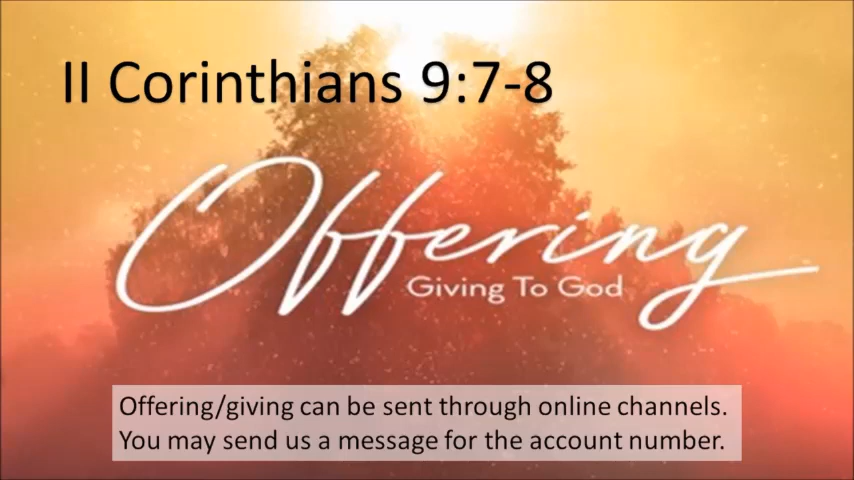 II Corinthians 9:7-8
Offering
Giving To God
Offering/giving can be sent through online channels.
You may send us a message for the account number.